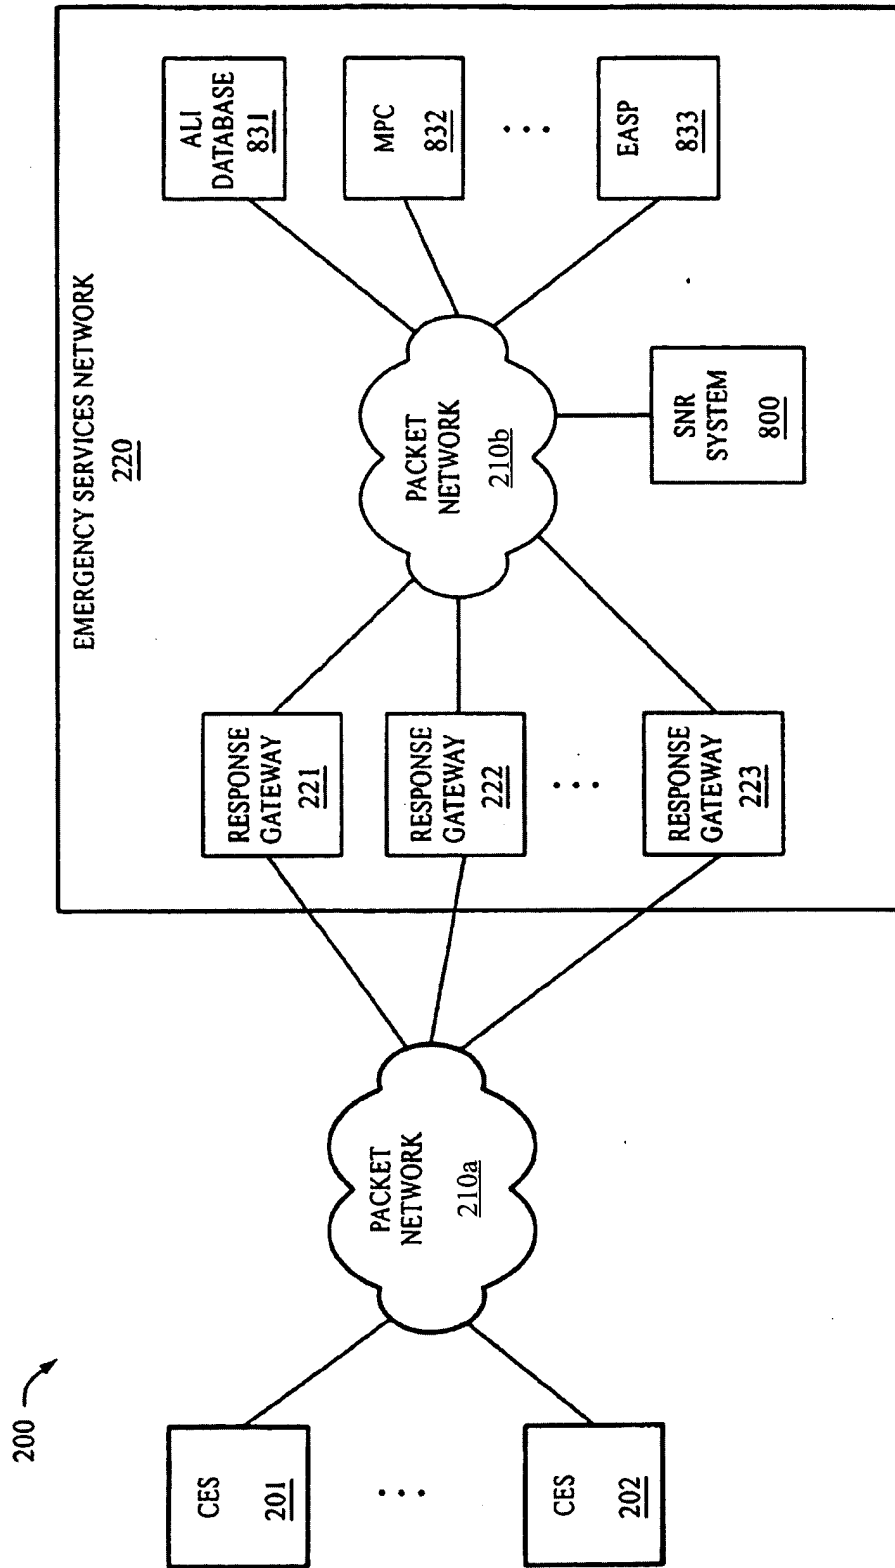 200
CES
201
CES
202
PACKET
NETWORK
210a
EMERGENCY SERVICES NETWORK
220
RESPONSE
GATEWAY
221
RESPONSE
GATEWAY
222
RESPONSE
GATEWAY
223
PACKET
NETWORK
210b
SNR
SYSTEM
800
ALI
DATABASE
831
MPC
832
EASP
833